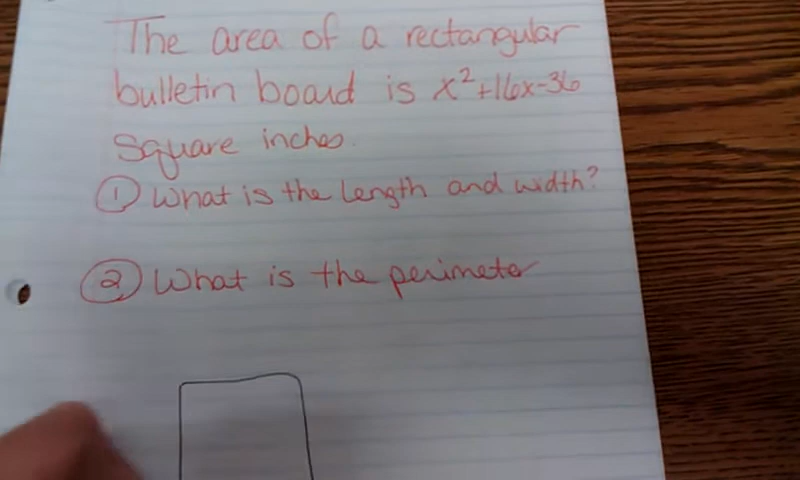 The area of a rectangular
bulletin board is x²+16x-36
square inches.
① What is the length and width?
② What is the perimeter